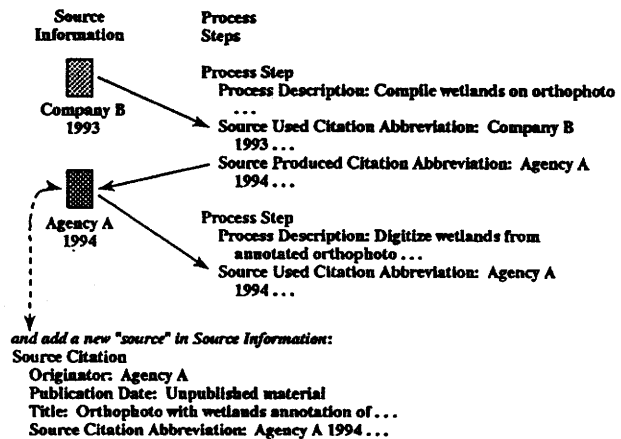 Source Information
Process Steps
Company B
1993
Process Step
Process Description: Compile wetlands on orthophoto
...
Source Used Citation Abbreviation: Company B
1993 ...
Source Produced Citation Abbreviation: Agency A
1994 ...
Agency A
1994
Process Step
Process Description: Digitize wetlands from
annotated orthophoto ...
Source Used Citation Abbreviation: Agency A
1994 ...
and add a new "source" in Source Information:
Source Citation
Originator: Agency A
Publication Date: Unpublished material
Title: Orthophoto with wetlands annotation of ...
Source Citation Abbreviation: Agency A 1994 ...